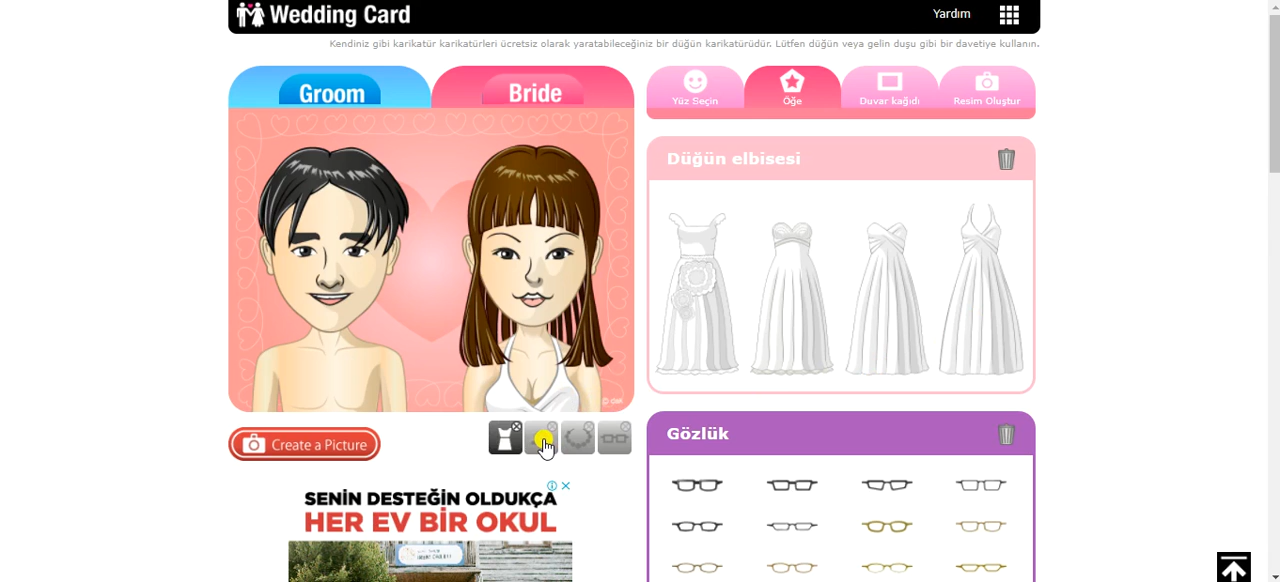 Wedding Card
Yardım
Kendiniz gibi karikatür karikatürleri ücretsiz olarak yaratabileceğiniz bir düğün karikatürüdür. Lütfen düğün veya gelin duşu gibi bir davetiye kullanın.
Groom
Bride
Yüz Seçin
Öğe
Duvar kağıdı
Resim Oluştur
Düğün elbisesi
Create a Picture
Gözlük
SENİN DESTEĞİN OLDUKÇA
HER EV BİR OKUL